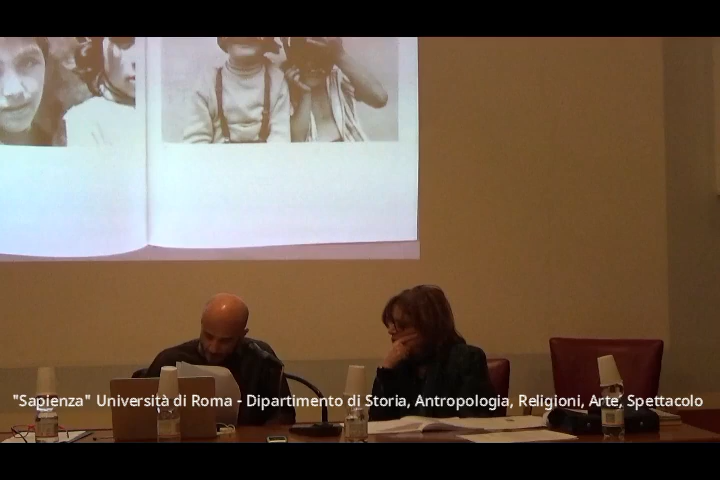 "Sapienza" Università di Roma - Dipartimento di Storia, Antropologia, Religioni, Arte, Spettacolo